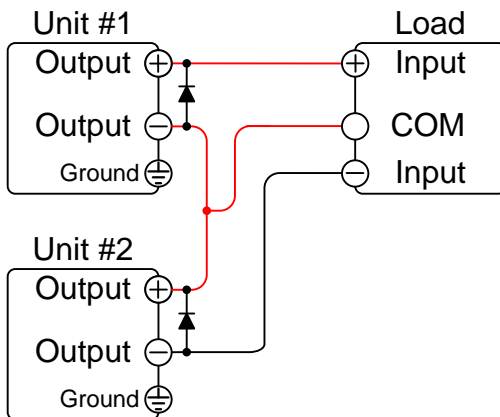 Unit #1
Output
Output
Ground
Load
Input
COM
Input
Unit #2
Output
Output
Ground